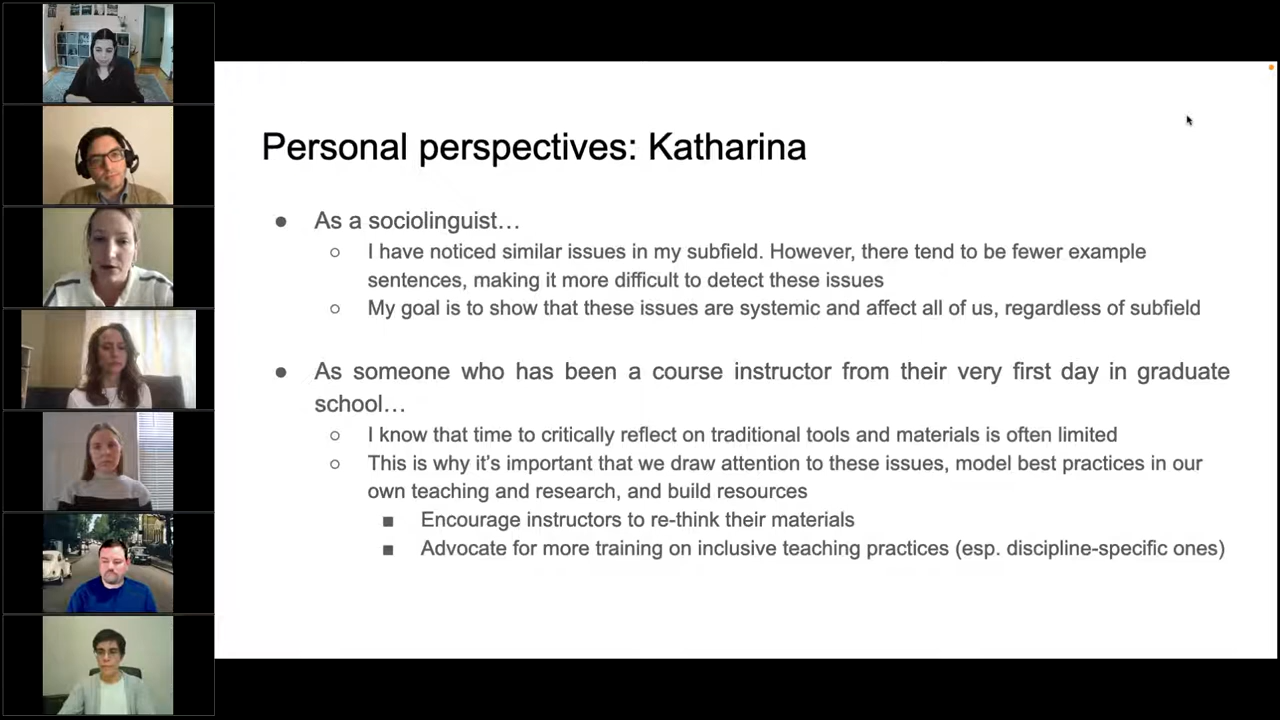 Personal perspectives: Katharina
● As a sociolinguist…
○ I have noticed similar issues in my subfield. However, there tend to be fewer example
sentences, making it more difficult to detect these issues
○ My goal is to show that these issues are systemic and affect all of us, regardless of subfield
● As someone who has been a course instructor from their very first day in graduate
school…
○ I know that time to critically reflect on traditional tools and materials is often limited
○ This is why it’s important that we draw attention to these issues, model best practices in our
own teaching and research, and build resources
■ Encourage instructors to re-think their materials
■ Advocate for more training on inclusive teaching practices (esp. discipline-specific ones)